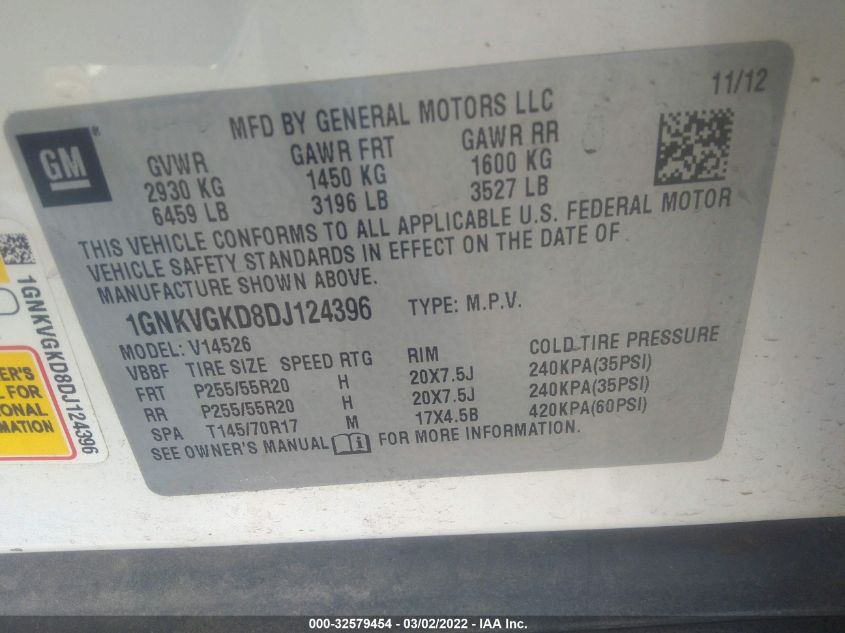 11/12
MFD BY GENERAL MOTORS LLC
GM
GVWR GAWR FRT GAWR RR
2930 KG 1450 KG 1600 KG
6459 LB 3196 LB 3527 LB
THIS VEHICLE CONFORMS TO ALL APPLICABLE U.S. FEDERAL MOTOR
VEHICLE SAFETY STANDARDS IN EFFECT ON THE DATE OF
MANUFACTURE SHOWN ABOVE.
1GNKVGKD8DJ124396 TYPE: M.P.V.
MODEL: V14526
VBBF TIRE SIZE SPEED RTG RIM COLD TIRE PRESSURE
FRT P255/55R20 H 20X7.5J 240KPA(35PSI)
RR P255/55R20 H 20X7.5J 240KPA(35PSI)
SPA T145/70R17 M 17X4.5B 420KPA(60PSI)
SEE OWNER'S MANUAL FOR MORE INFORMATION.
1GNKVGKD8DJ124396
ER'S
L FOR
ONAL
TION
000-32579454 - 03/02/2022 - IAA Inc.